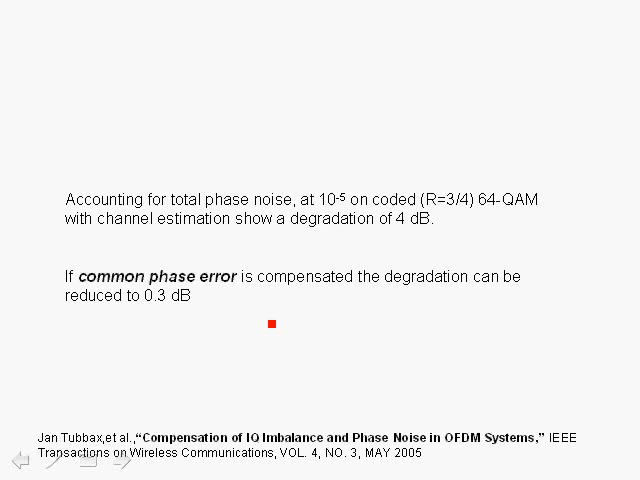 Accounting for total phase noise, at 10-5 on coded (R=3/4) 64-QAM
with channel estimation show a degradation of 4 dB.
If common phase error is compensated the degradation can be
reduced to 0.3 dB
Jan Tubbax,et al.,“Compensation of IQ Imbalance and Phase Noise in OFDM Systems,” IEEE
Transactions on Wireless Communications, VOL. 4, NO. 3, MAY 2005